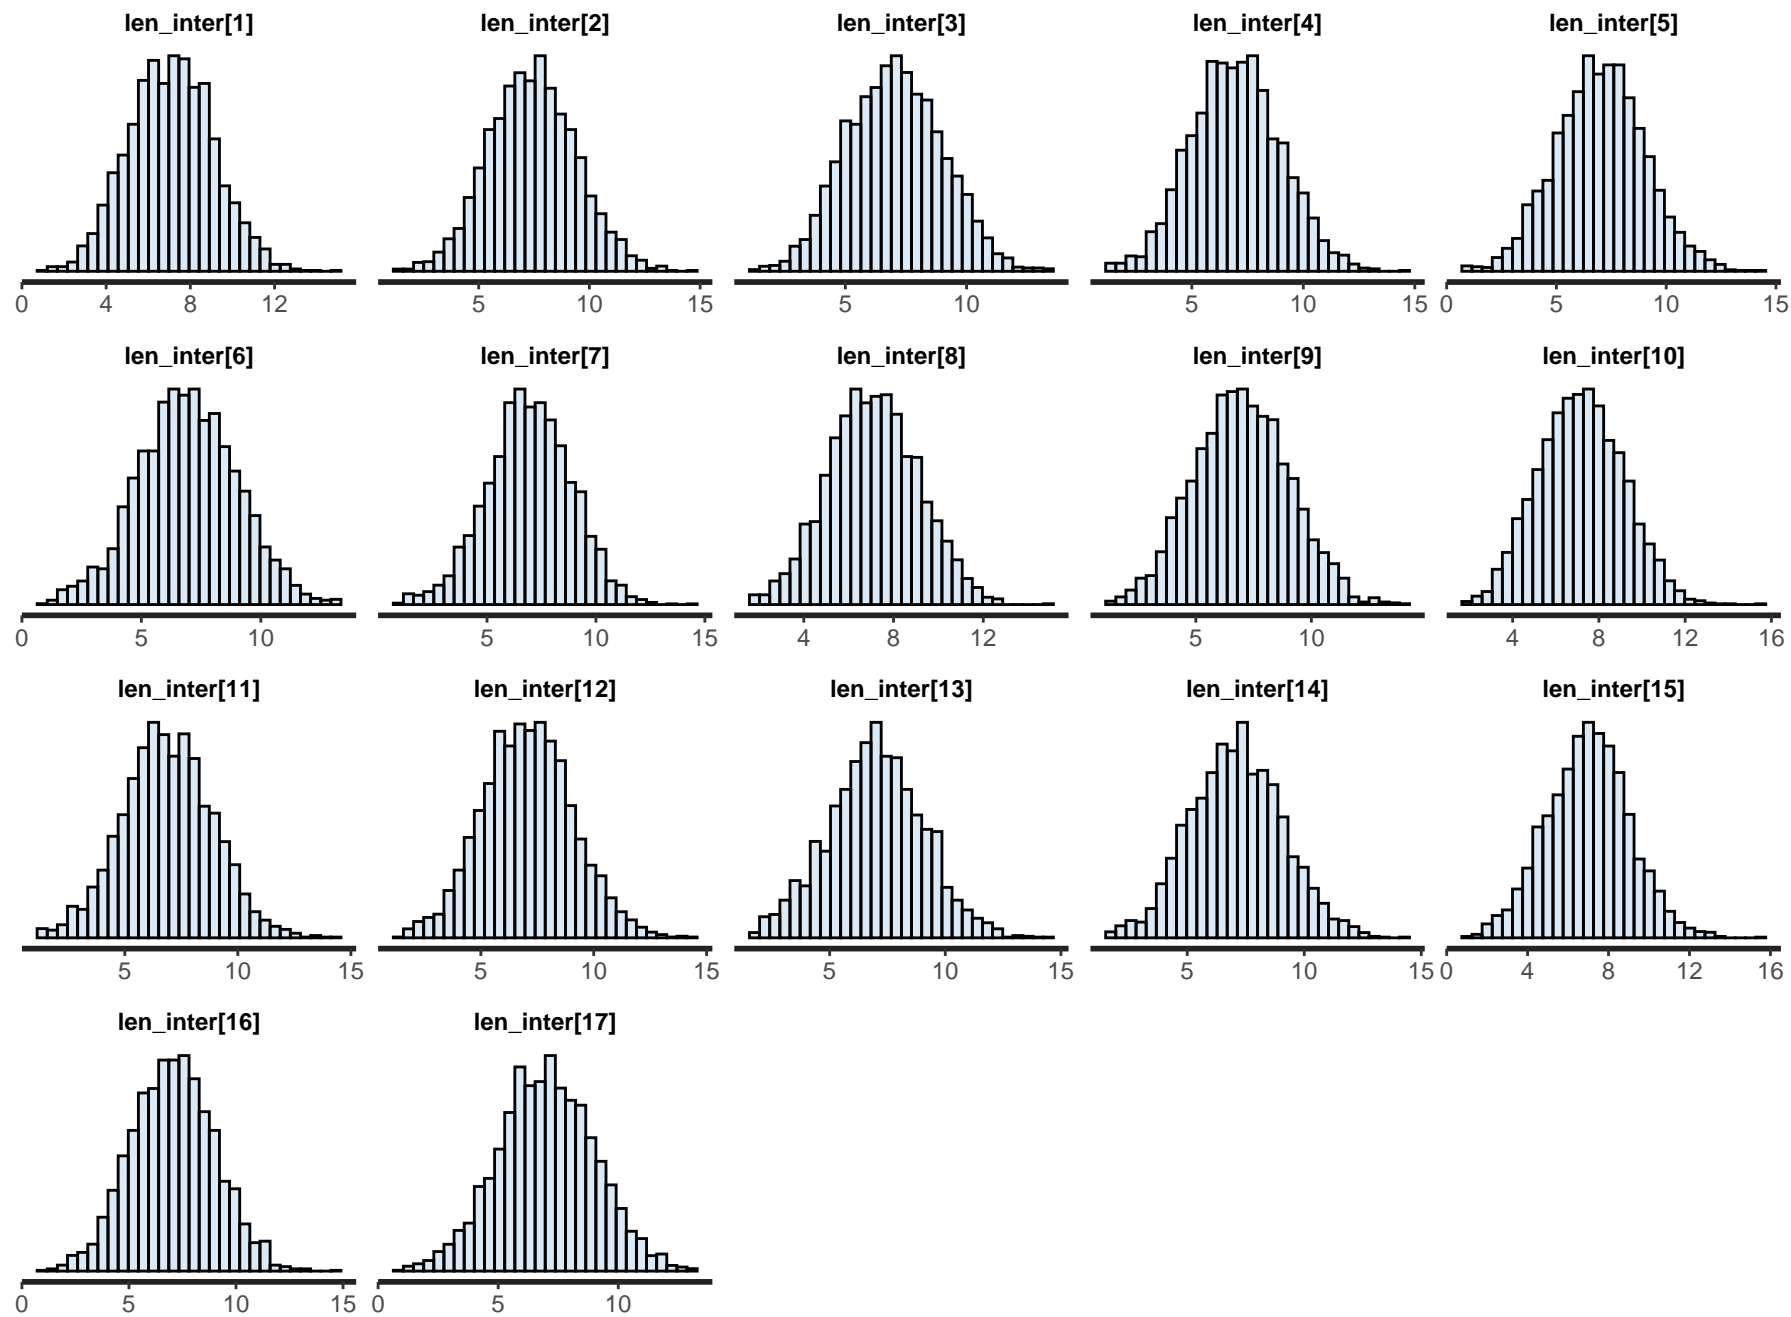 len_inter[1] len_inter[2] len_inter[3] len_inter[4] len_inter[5]
0 4 8 12 5 10 15 5 10 5 10 15 0 5 10 15
len_inter[6] len_inter[7] len_inter[8] len_inter[9] len_inter[10]
0 5 10 5 10 15 4 8 12 5 10 4 8 12 16
len_inter[11] len_inter[12] len_inter[13] len_inter[14] len_inter[15]
5 10 15 5 10 15 5 10 15 5 10 15 0 4 8 12 16
len_inter[16] len_inter[17]
0 5 10 15 0 5 10